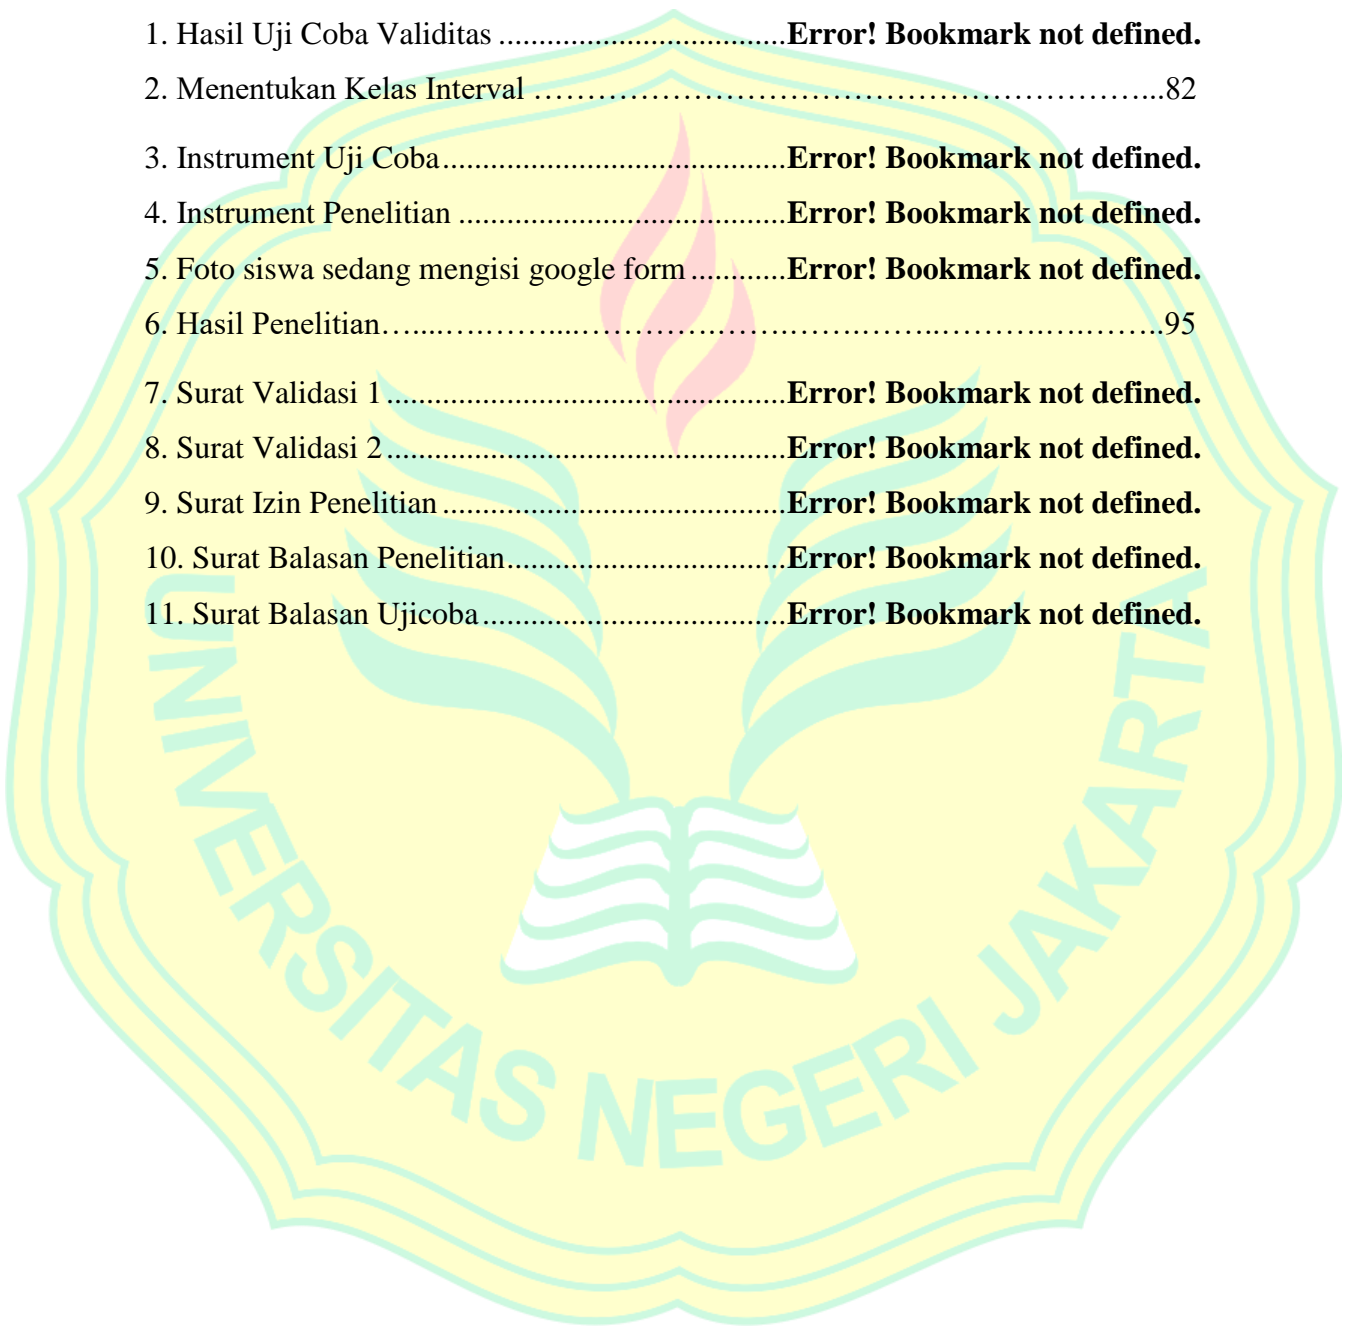 1. Hasil Uji Coba Validitas ....................................Error! Bookmark not defined.
2. Menentukan Kelas Interval …………………………………………………...82
3. Instrument Uji Coba...........................................Error! Bookmark not defined.
4. Instrument Penelitian .........................................Error! Bookmark not defined.
5. Foto siswa sedang mengisi google form ............Error! Bookmark not defined.
6. Hasil Penelitian…....….……....………….….…….……..……….….……..95
7. Surat Validasi 1..................................................Error! Bookmark not defined.
8. Surat Validasi 2..................................................Error! Bookmark not defined.
9. Surat Izin Penelitian ...........................................Error! Bookmark not defined.
10. Surat Balasan Penelitian...................................Error! Bookmark not defined.
11. Surat Balasan Ujicoba ......................................Error! Bookmark not defined.
UNIVERSITAS NEGERI JAKARTA